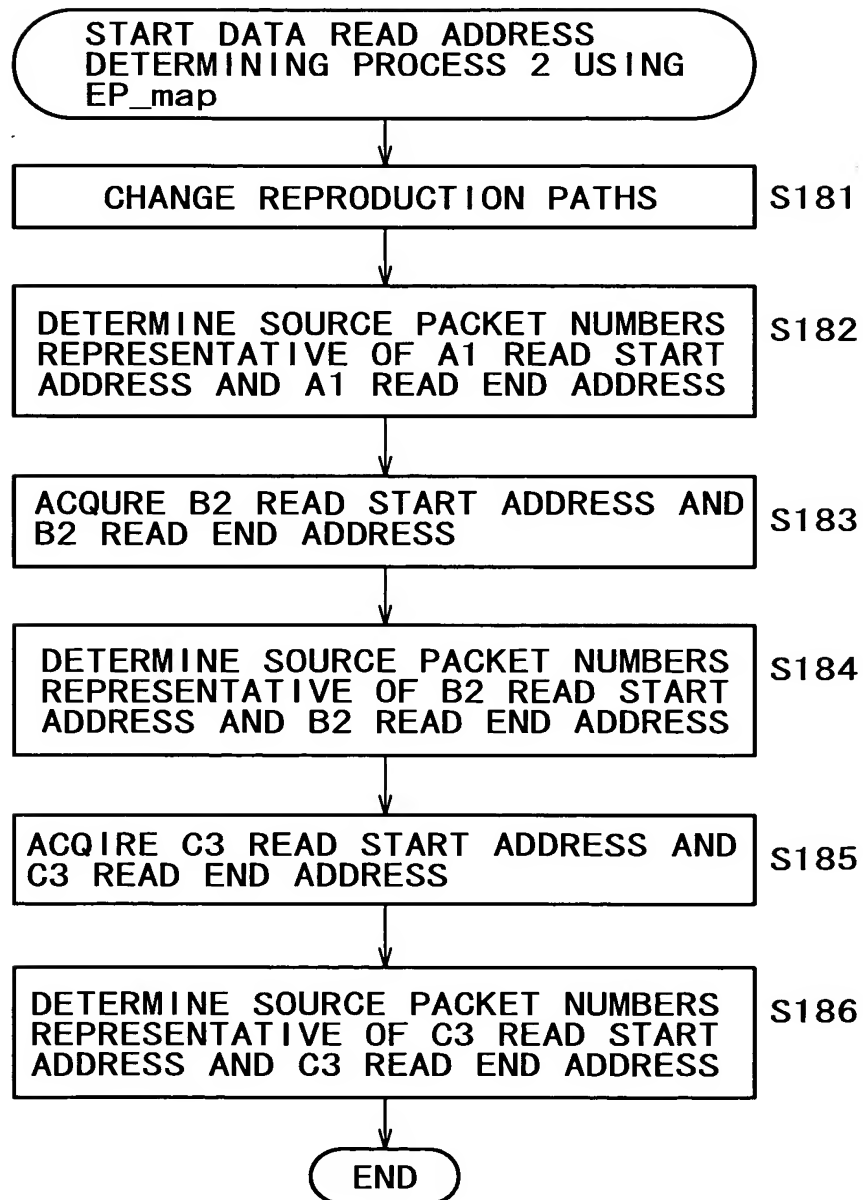 START DATA READ ADDRESS
DETERMINING PROCESS 2 USING
EP_map
CHANGE REPRODUCTION PATHS
S181
DETERMINE SOURCE PACKET NUMBERS
REPRESENTATIVE OF A1 READ START
ADDRESS AND A1 READ END ADDRESS
S182
ACQURE B2 READ START ADDRESS AND
B2 READ END ADDRESS
S183
DETERMINE SOURCE PACKET NUMBERS
REPRESENTATIVE OF B2 READ START
ADDRESS AND B2 READ END ADDRESS
S184
ACQIRE C3 READ START ADDRESS AND
C3 READ END ADDRESS
S185
DETERMINE SOURCE PACKET NUMBERS
REPRESENTATIVE OF C3 READ START
ADDRESS AND C3 READ END ADDRESS
S186
END